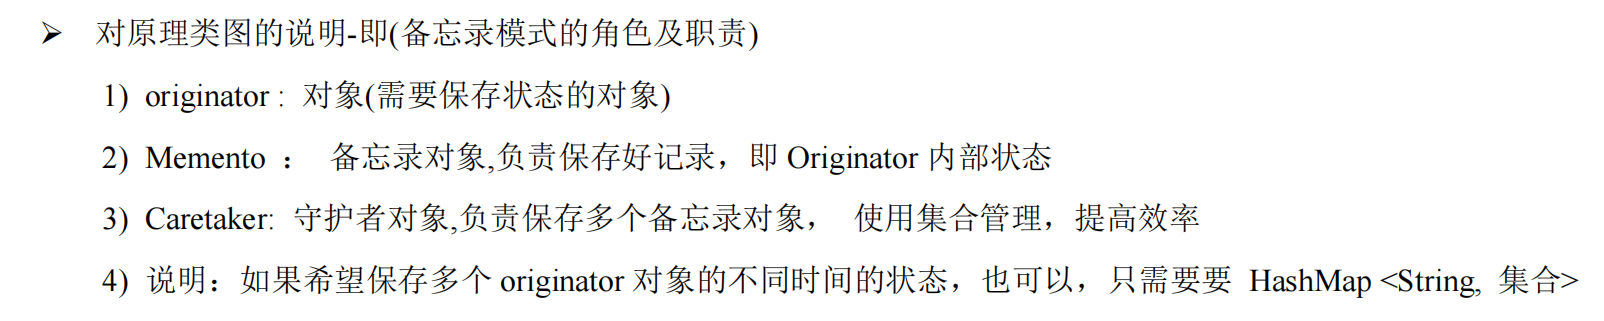 ➢ 对原理类图的说明-即(备忘录模式的角色及职责)
1) originator : 对象(需要保存状态的对象)
2) Memento ： 备忘录对象,负责保存好记录，即 Originator 内部状态
3) Caretaker: 守护者对象,负责保存多个备忘录对象， 使用集合管理，提高效率
4) 说明：如果希望保存多个 originator 对象的不同时间的状态，也可以，只需要要 HashMap <String, 集合>